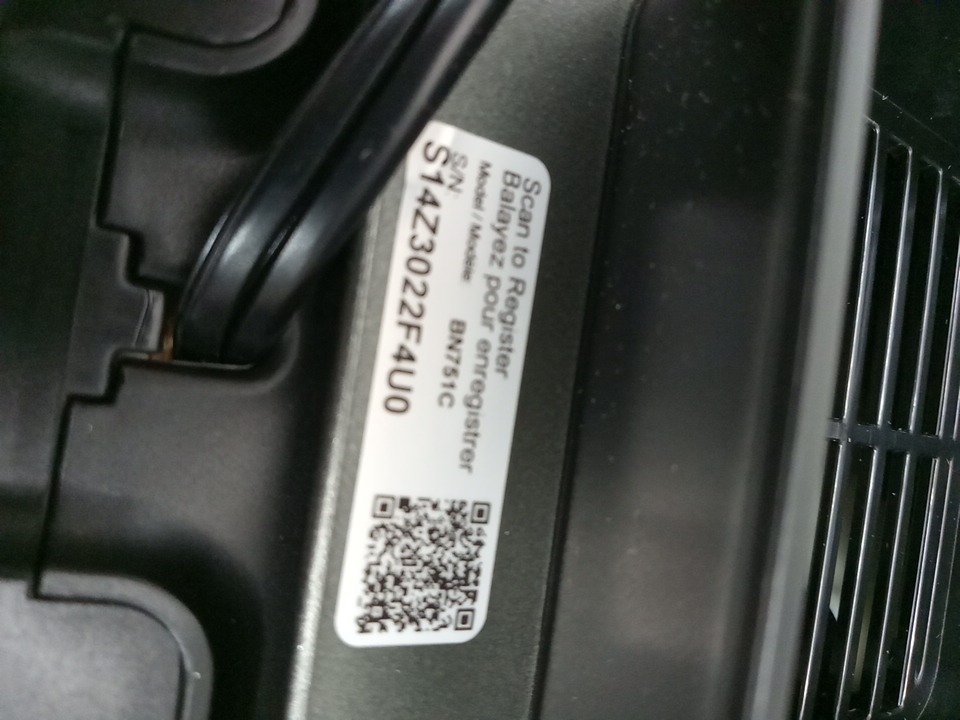 Scan to Register
Balayez pour enregistrer
Model / Modèle: BN751C
S/N:
S14Z3022F4U0